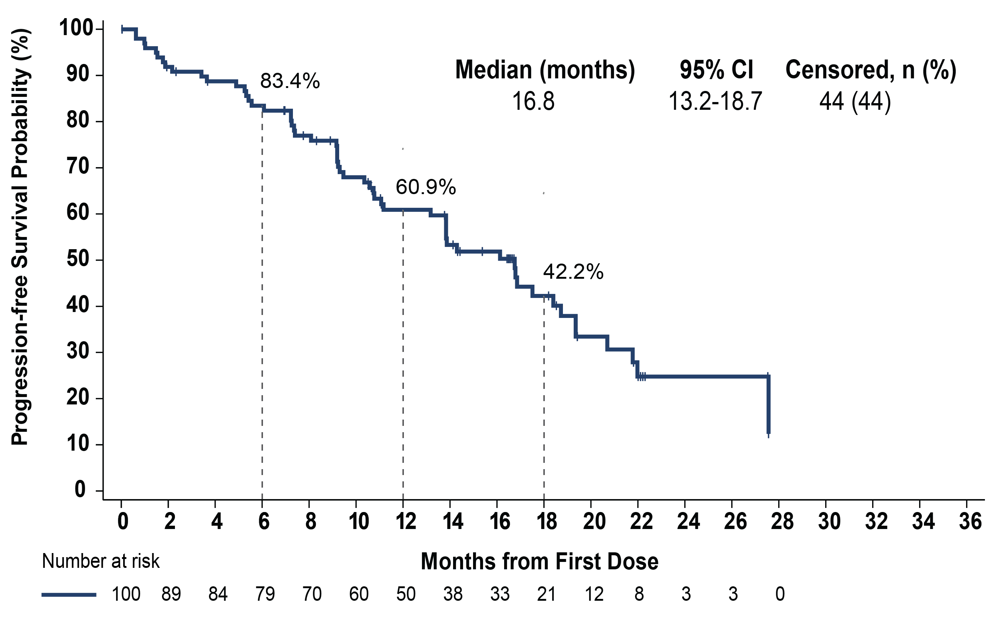 Progression-free Survival Probability (%)
100
90
80
70
60
50
40
30
20
10
0
Median (months) 95% CI Censored, n (%)
16.8 13.2-18.7 44 (44)
83.4%
60.9%
42.2%
0 2 4 6 8 10 12 14 16 18 20 22 24 26 28 30 32 34 36
Number at risk
Months from First Dose
100 89 84 79 70 60 50 38 33 21 12 8 3 3 0